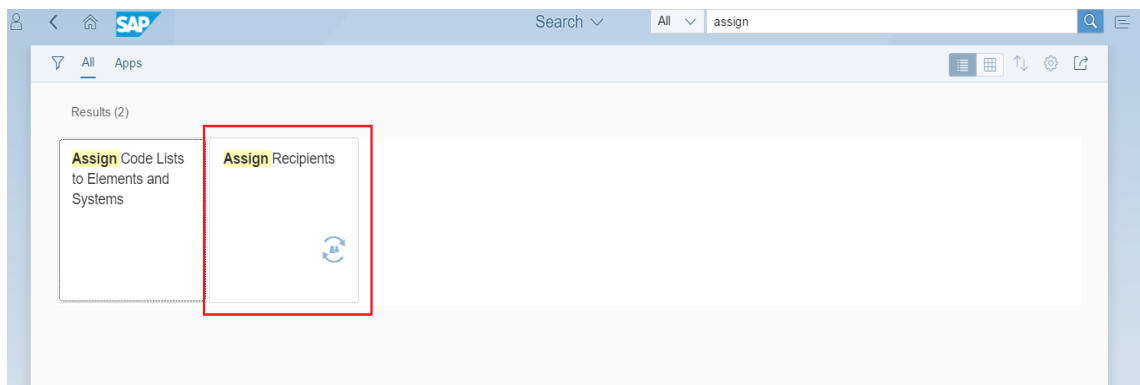 SAP
Search
All
assign
All
Apps
Results (2)
Assign Code Lists
to Elements and
Systems
Assign Recipients